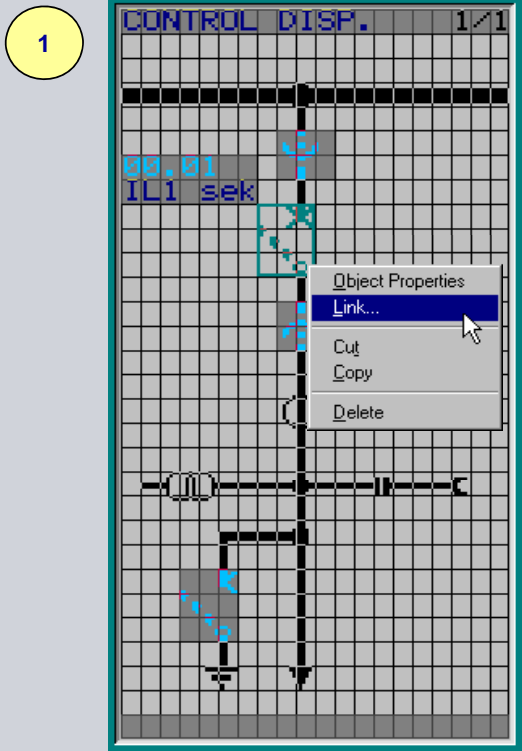 1
CONTROL DISP. 1/1
00.01
IL1 sek
Object Properties
Link...
Cut
Copy
Delete